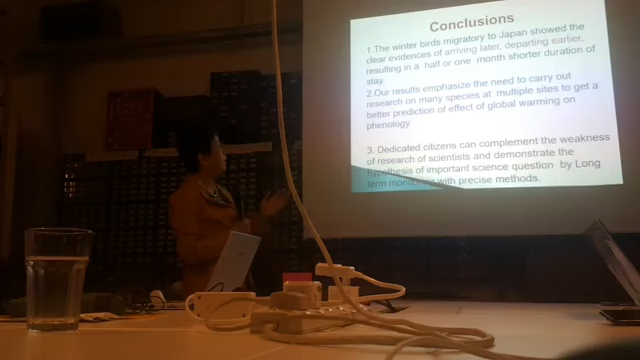 Conclusions
1.The winter birds migratory to Japan showed the
clear evidences of arriving later, departing earlier,
resulting in a half or one month shorter duration of
stay.
2.Our results emphasize the need to carry out
research on many species at multiple sites to get a
better prediction of effect of global warming on
phenology
3. Dedicated citizens can complement the weakness
of research of scientists and demonstrate the
hypothesis of important science question by Long
term monitoring with precise methods.